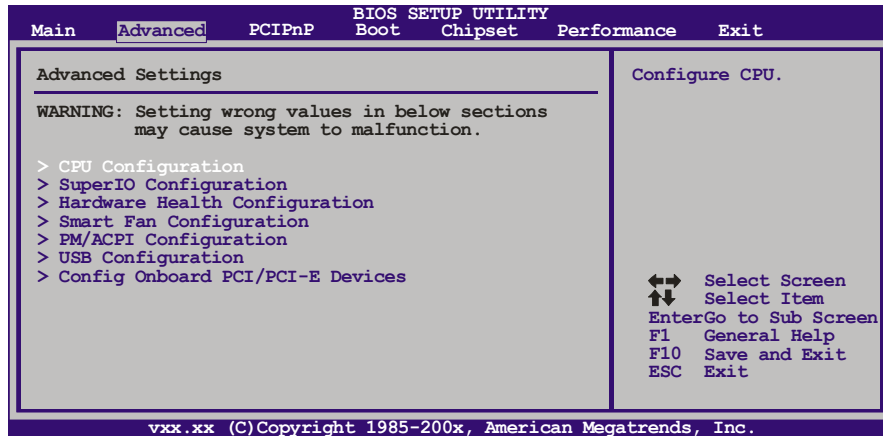 BIOS SETUP UTILITY
Main Advanced PCIPnP Boot Chipset Performance Exit
Advanced Settings
WARNING: Setting wrong values in below sections
may cause system to malfunction.
> CPU Configuration
> SuperIO Configuration
> Hardware Health Configuration
> Smart Fan Configuration
> PM/ACPI Configuration
> USB Configuration
> Config Onboard PCI/PCI-E Devices
Configure CPU.
Select Screen
Select Item
EnterGo to Sub Screen
F1 General Help
F10 Save and Exit
ESC Exit
vxx.xx (C)Copyright 1985-200x, American Megatrends, Inc.